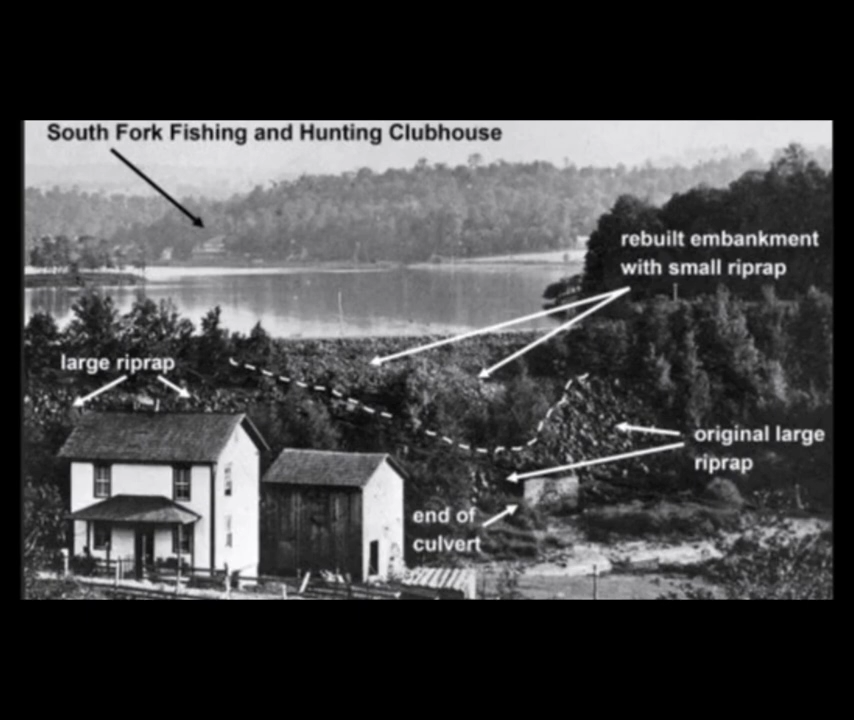 South Fork Fishing and Hunting Clubhouse
rebuilt embankment
with small riprap
large riprap
original large
riprap
end of
culvert